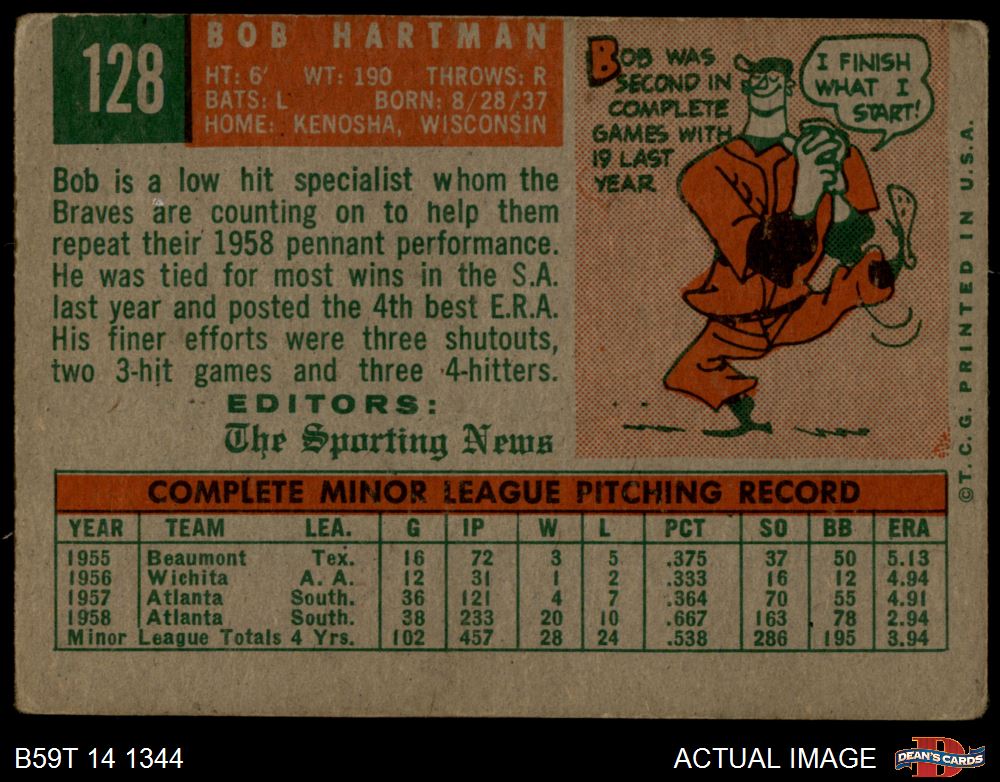 128
BOB HARTMAN
HT: 6' WT: 190 THROWS: R
BATS: L BORN: 8/28/37
HOME: KENOSHA, WISCONSIN
Bob is a low hit specialist whom the
Braves are counting on to help them
repeat their 1958 pennant performance.
He was tied for most wins in the S.A.
last year and posted the 4th best E.R.A.
His finer efforts were three shutouts,
two 3-hit games and three 4-hitters.
EDITORS:
The Sporting News
BOB WAS
SECOND IN
COMPLETE
GAMES WITH
19 LAST
YEAR
I FINISH
WHAT I
START!
©T.C.G. PRINTED IN U.S.A.
COMPLETE MINOR LEAGUE PITCHING RECORD
YEAR TEAM LEA. G IP W L PCT SO BB ERA
1955 Beaumont Tex. 16 72 3 5 .375 37 50 5.13
1956 Wichita A. A. 12 31 1 2 .333 16 12 4.94
1957 Atlanta South. 36 121 4 7 .364 70 55 4.91
1958 Atlanta South. 38 233 20 10 .667 163 78 2.94
Minor League Totals 4 Yrs. 102 457 28 24 .538 286 195 3.94
B59T 14 1344
ACTUAL IMAGE
D
DEAN'S CARDS